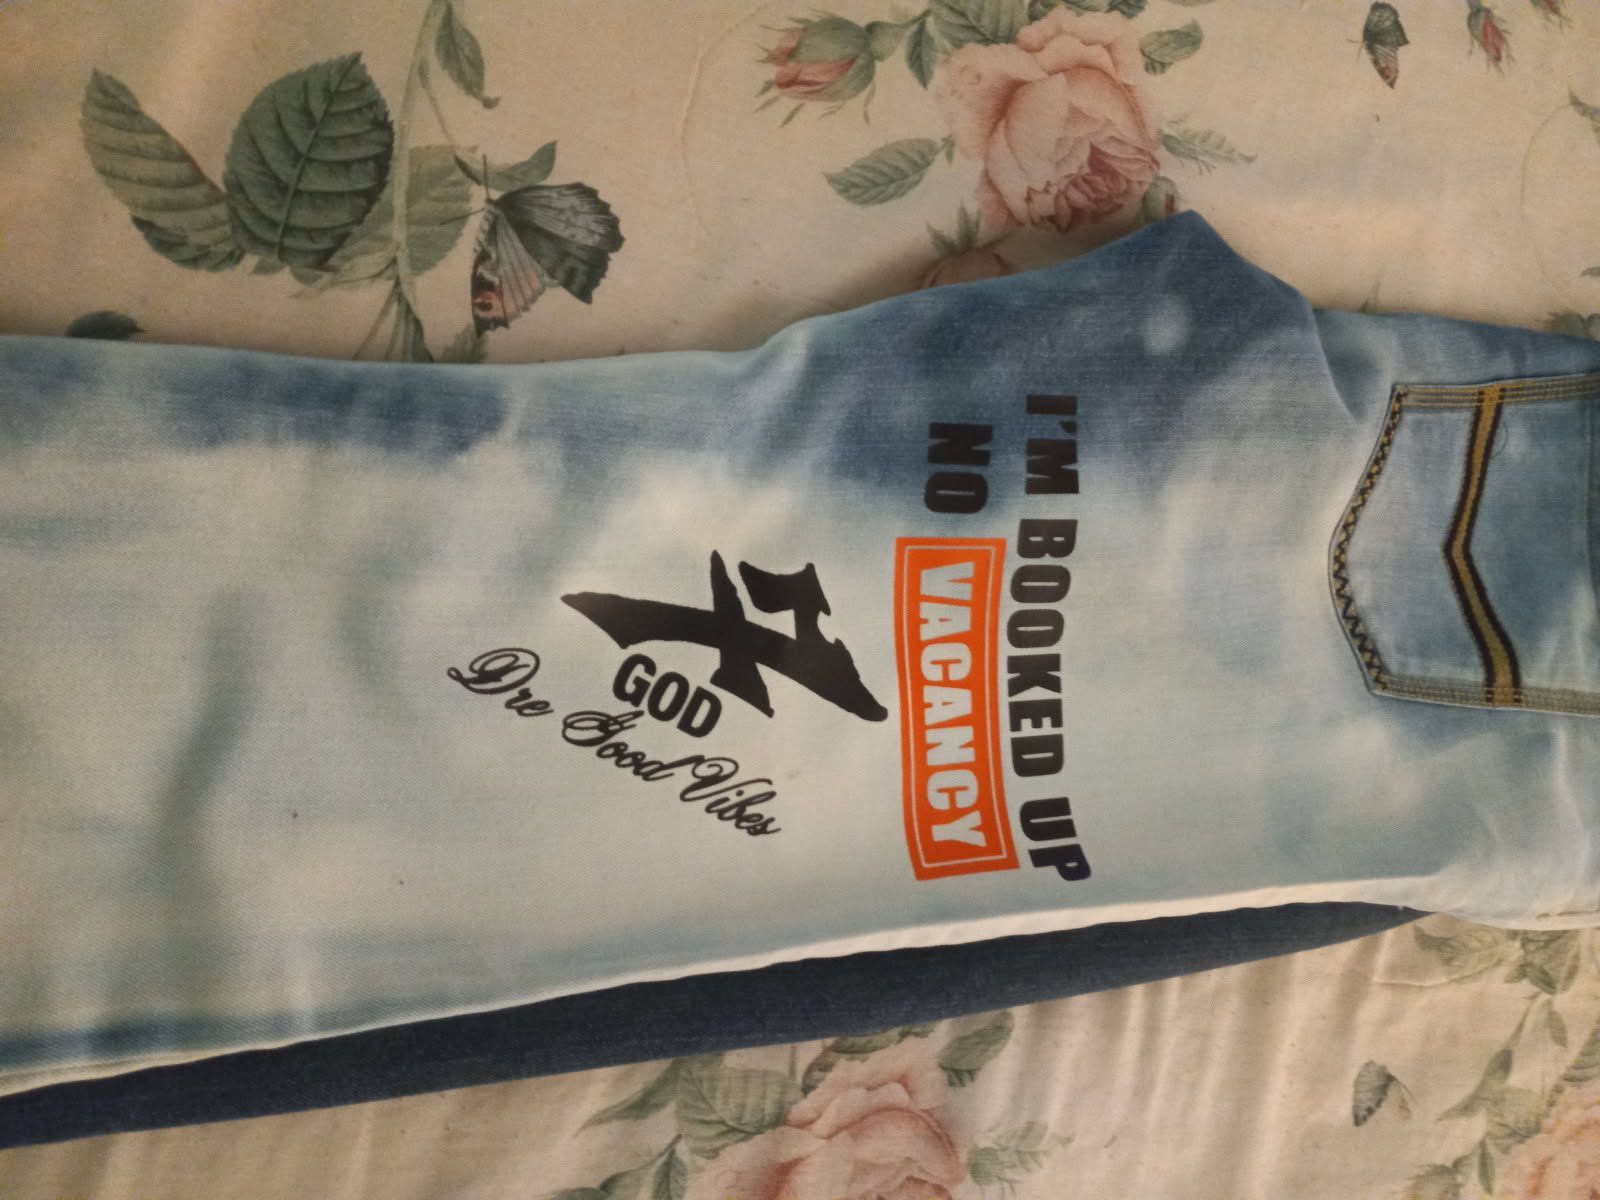 I'M BOOKED UP
NO VACANCY
GOD
Dre Good Vibes